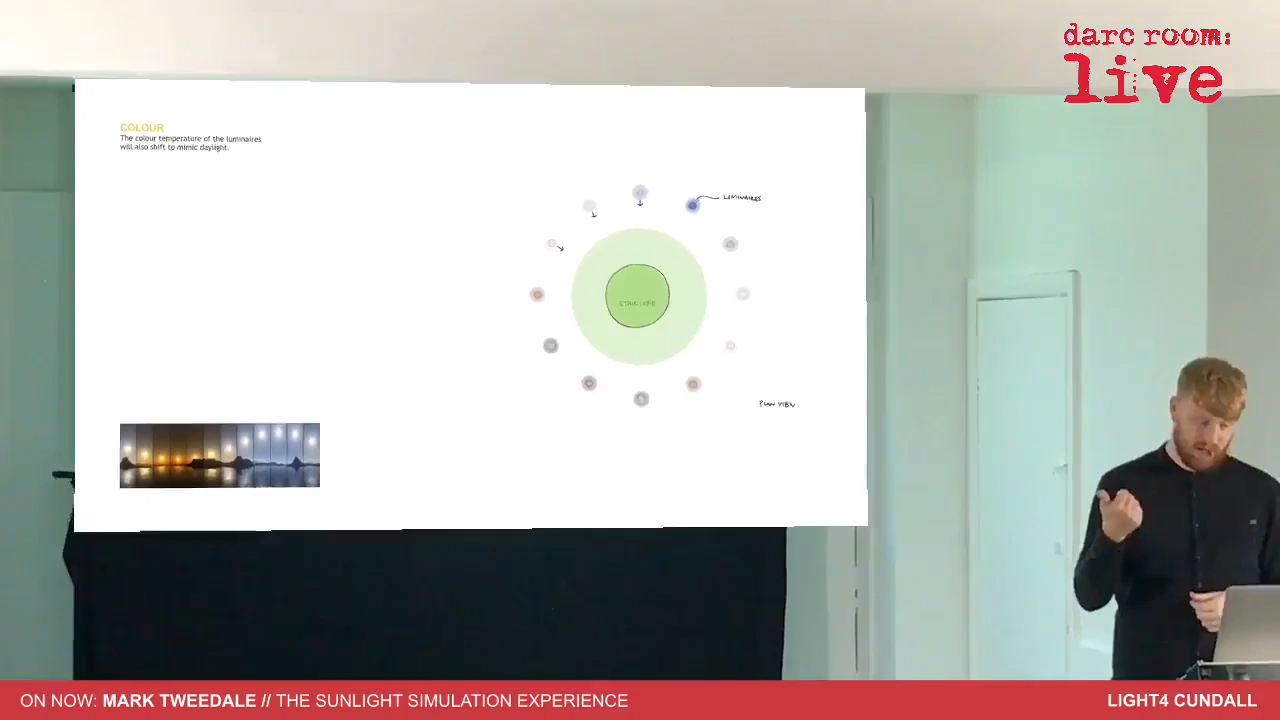 darc room:
live
COLOUR
The colour temperature of the luminaires
will also shift to mimic daylight.
LUMINAIRES
PLAN VIEW
ON NOW: MARK TWEEDALE // THE SUNLIGHT SIMULATION EXPERIENCE
LIGHT4 CUNDALL